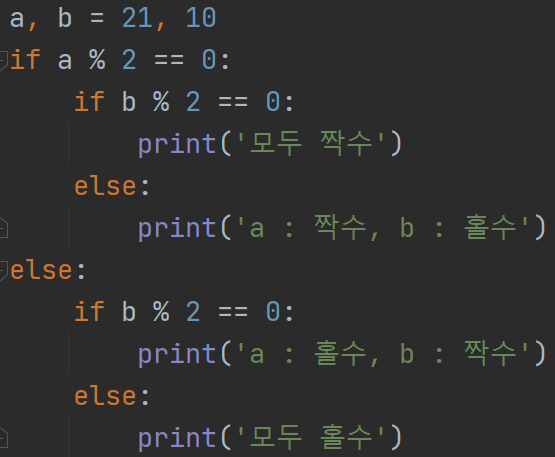 a, b = 21, 10
if a % 2 == 0:
    if b % 2 == 0:
        print('모두 짝수')
    else:
        print('a : 짝수, b : 홀수')
else:
    if b % 2 == 0:
        print('a : 홀수, b : 짝수')
    else:
        print('모두 홀수')